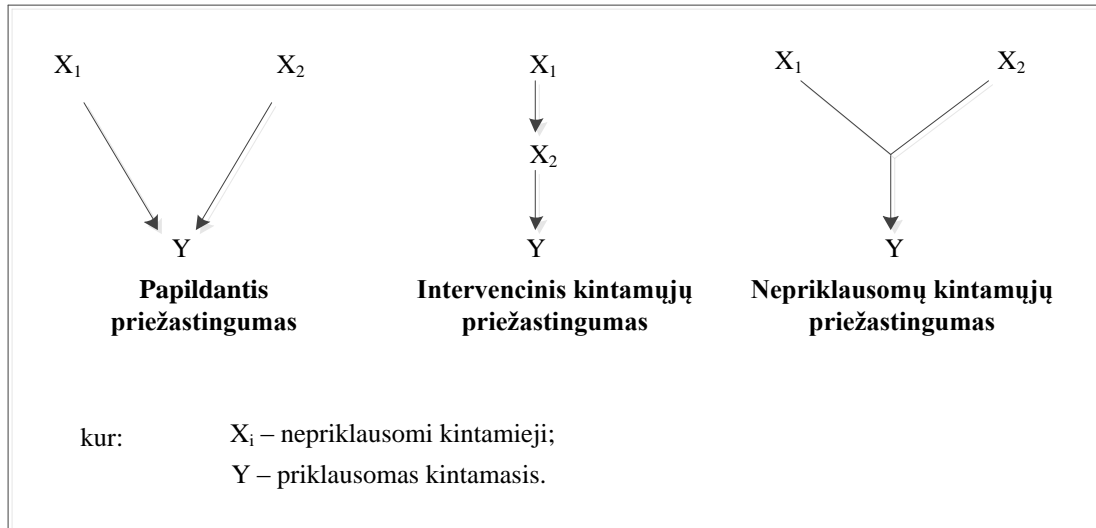 X₁ X₂ X₁ X₁ X₂
X₂
Y Y Y
Papildantis
priežastingumas
Intervencinis kintamųjų
priežastingumas
Nepriklausomų kintamųjų
priežastingumas
kur: Xᵢ – nepriklausomi kintamieji;
Y – priklausomas kintamasis.